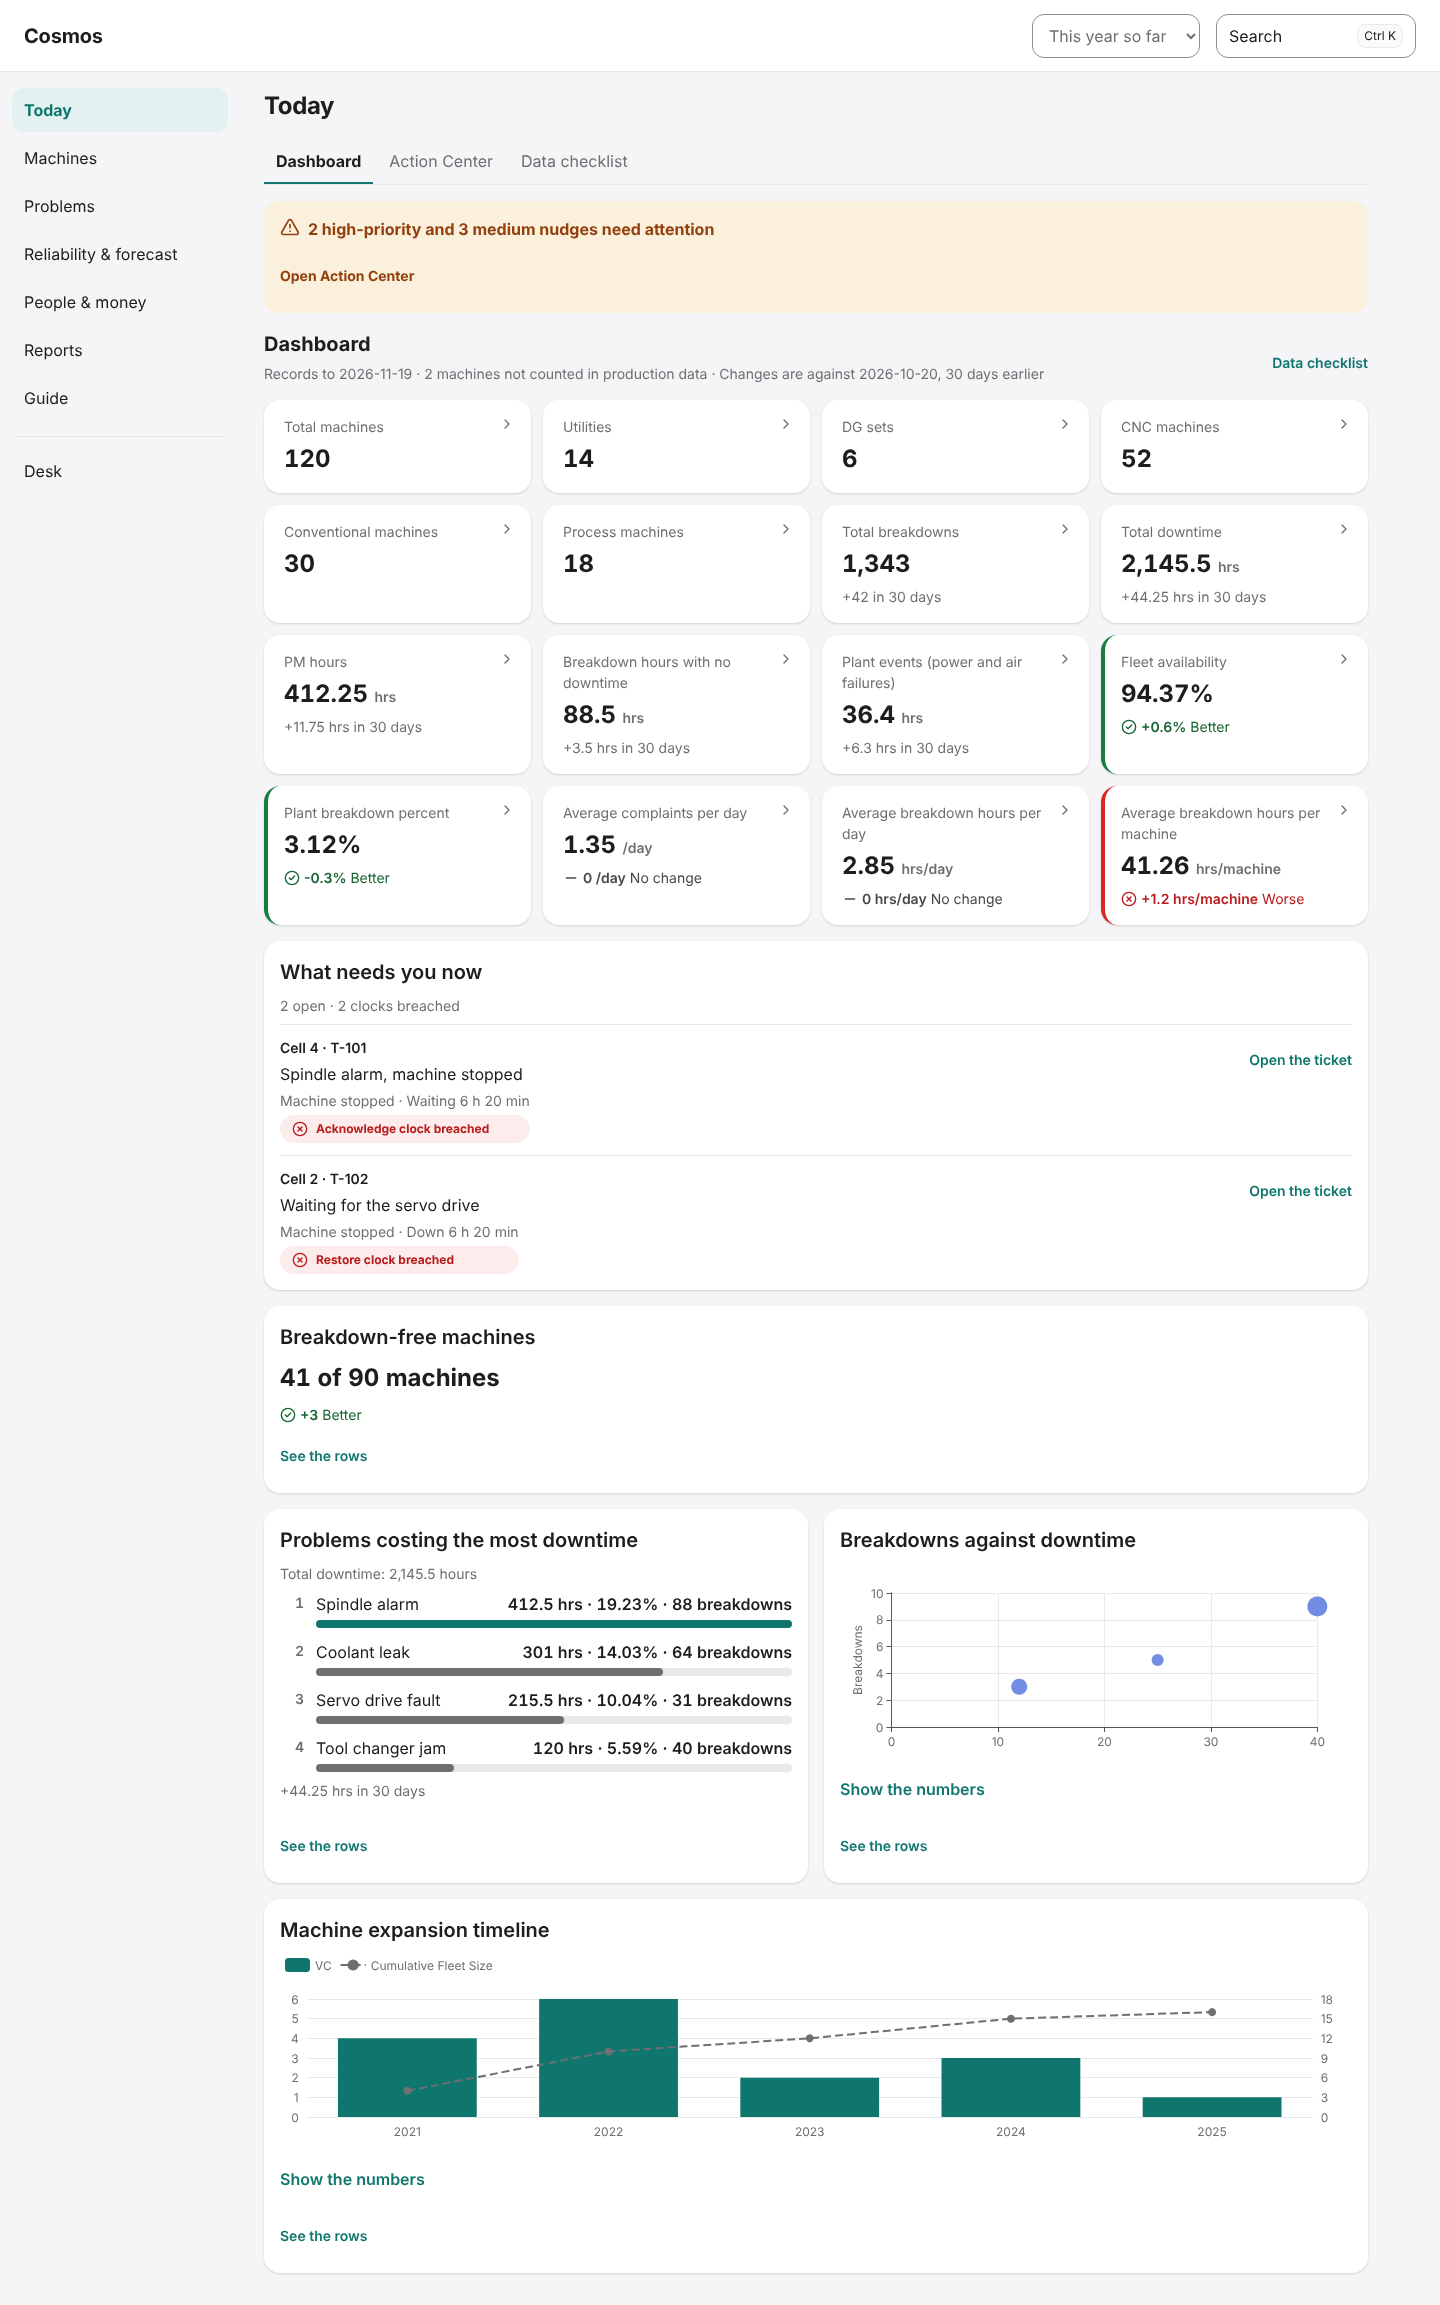 Cosmos
This year so far
Search
Ctrl K
Today
Machines
Problems
Reliability & forecast
People & money
Reports
Guide
Desk
Today
Dashboard
Action Center
Data checklist
2 high-priority and 3 medium nudges need attention
Open Action Center
Dashboard
Records to 2026-11-19 · 2 machines not counted in production data · Changes are against 2026-10-20, 30 days earlier
Data checklist
Total machines
120
Utilities
14
DG sets
6
CNC machines
52
Conventional machines
30
Process machines
18
Total breakdowns
1,343
+42 in 30 days
Total downtime
2,145.5 hrs
+44.25 hrs in 30 days
PM hours
412.25 hrs
+11.75 hrs in 30 days
Breakdown hours with no
downtime
88.5 hrs
+3.5 hrs in 30 days
Plant events (power and air
failures)
36.4 hrs
+6.3 hrs in 30 days
Fleet availability
94.37%
+0.6% Better
Plant breakdown percent
3.12%
-0.3% Better
Average complaints per day
1.35 /day
0 /day No change
Average breakdown hours per
day
2.85 hrs/day
0 hrs/day No change
Average breakdown hours per
machine
41.26 hrs/machine
+1.2 hrs/machine Worse
What needs you now
2 open · 2 clocks breached
Cell 4 · T-101
Spindle alarm, machine stopped
Machine stopped · Waiting 6 h 20 min
Acknowledge clock breached
Open the ticket
Cell 2 · T-102
Waiting for the servo drive
Machine stopped · Down 6 h 20 min
Restore clock breached
Open the ticket
Breakdown-free machines
41 of 90 machines
+3 Better
See the rows
Problems costing the most downtime
Total downtime: 2,145.5 hours
1 Spindle alarm 412.5 hrs · 19.23% · 88 breakdowns
2 Coolant leak 301 hrs · 14.03% · 64 breakdowns
3 Servo drive fault 215.5 hrs · 10.04% · 31 breakdowns
4 Tool changer jam 120 hrs · 5.59% · 40 breakdowns
+44.25 hrs in 30 days
See the rows
Breakdowns against downtime
Breakdowns
10
8
6
4
2
0
0 10 20 30 40
Show the numbers
See the rows
Machine expansion timeline
VC Cumulative Fleet Size
6 18
5 15
4 12
3 9
2 6
1 3
0 0
2021 2022 2023 2024 2025
Show the numbers
See the rows